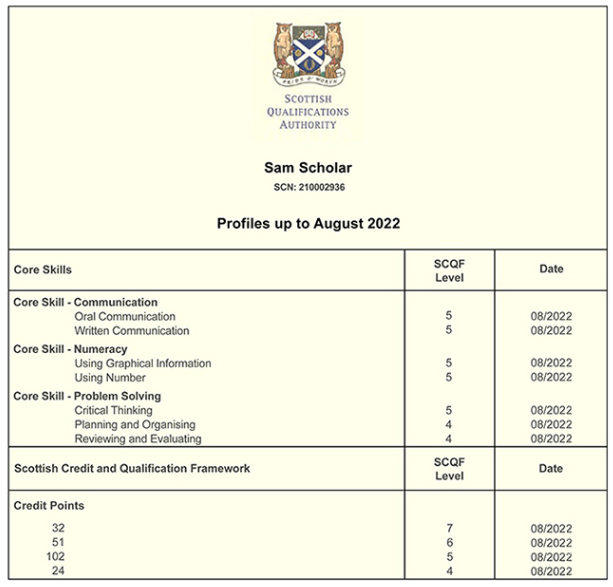 PRIDE O' WORTH
SCOTTISH
QUALIFICATIONS
AUTHORITY
Sam Scholar
SCN: 210002936
Profiles up to August 2022
Core Skills SCQF Level Date
Core Skill - Communication
Oral Communication 5 08/2022
Written Communication 5 08/2022
Core Skill - Numeracy
Using Graphical Information 5 08/2022
Using Number 5 08/2022
Core Skill - Problem Solving
Critical Thinking 5 08/2022
Planning and Organising 4 08/2022
Reviewing and Evaluating 4 08/2022
Scottish Credit and Qualification Framework SCQF Level Date
Credit Points
32 7 08/2022
51 6 08/2022
102 5 08/2022
24 4 08/2022